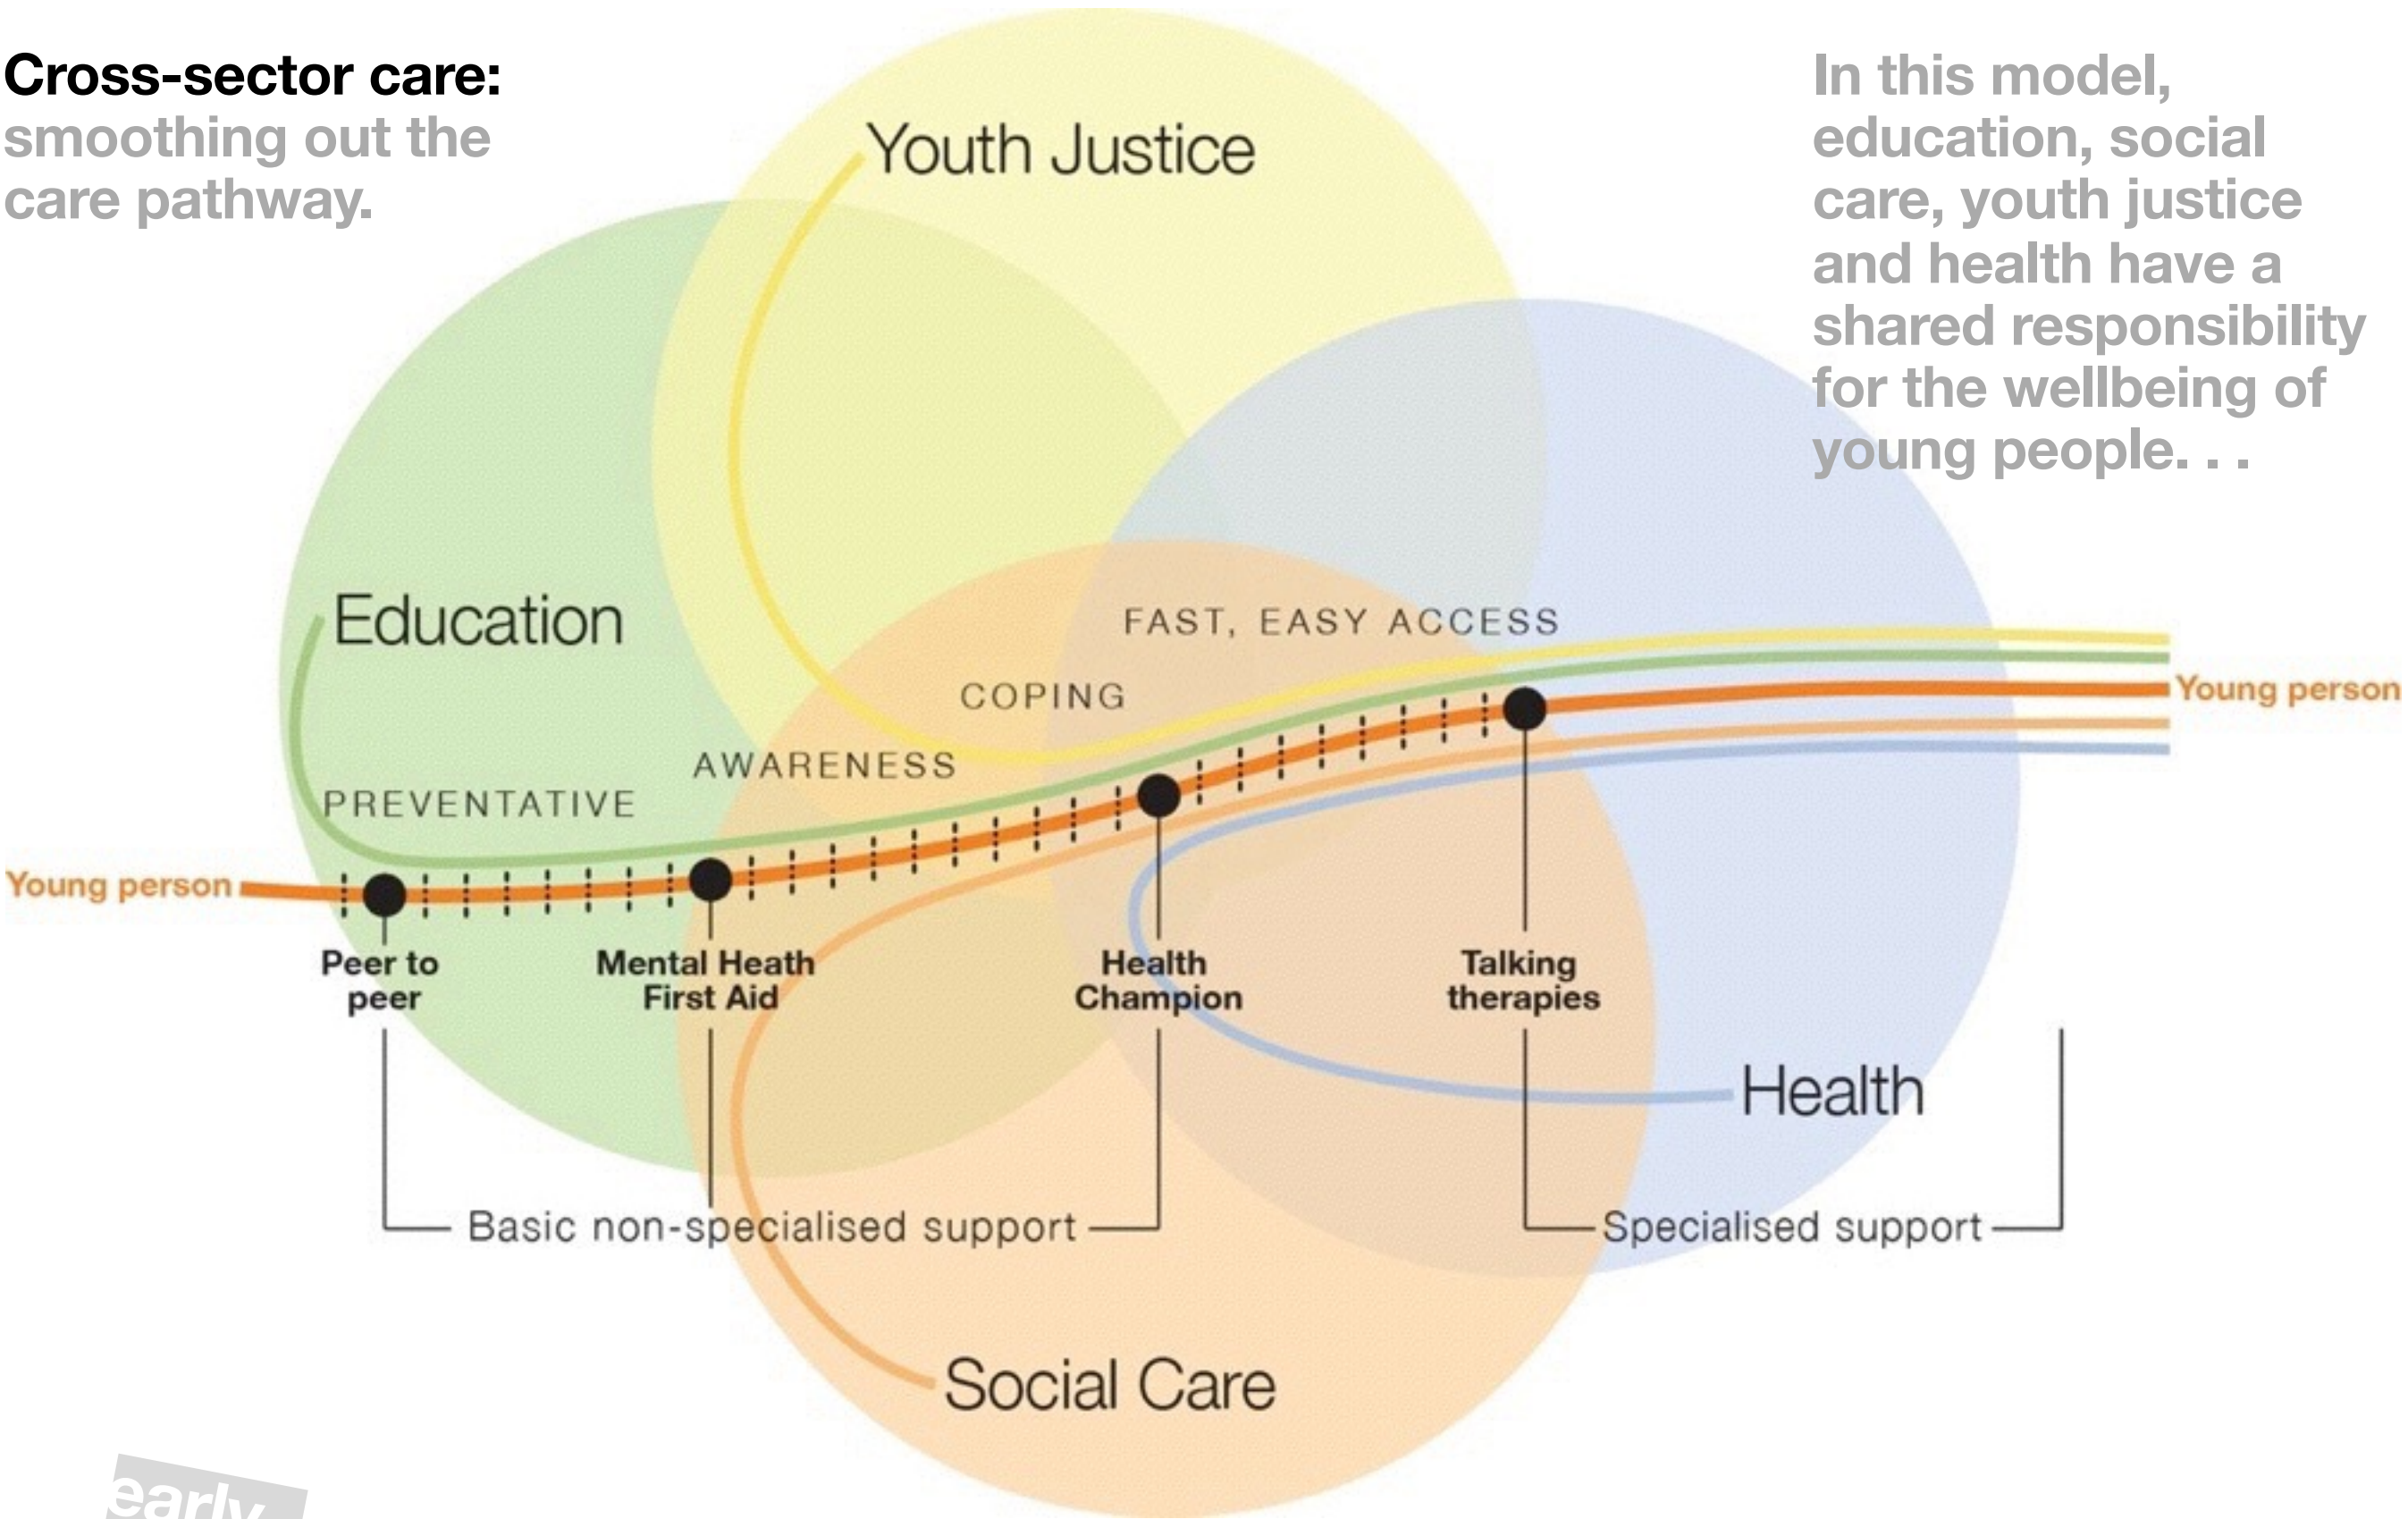 Cross-sector care:
smoothing out the
care pathway.
In this model,
education, social
care, youth justice
and health have a
shared responsibility
for the wellbeing of
young people. . .
Youth Justice
Education
FAST, EASY ACCESS
COPING
AWARENESS
PREVENTATIVE
Young person
Young person
Peer to
peer
Mental Heath
First Aid
Health
Champion
Talking
therapies
Health
Basic non-specialised support
Specialised support
Social Care
early